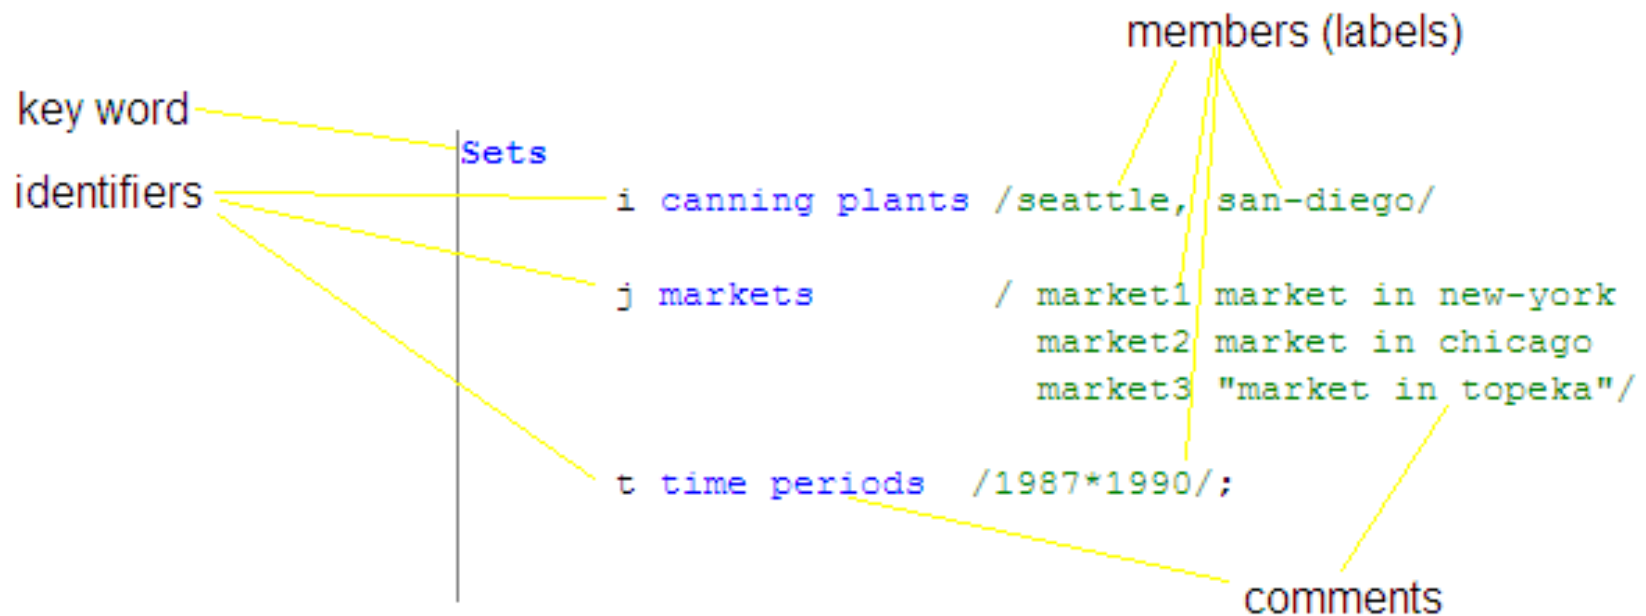 members (labels)
key word
Sets
identifiers
i canning plants /seattle, san-diego/
j markets / market1 market in new-york
market2 market in chicago
market3 "market in topeka"/
t time periods /1987*1990/;
comments